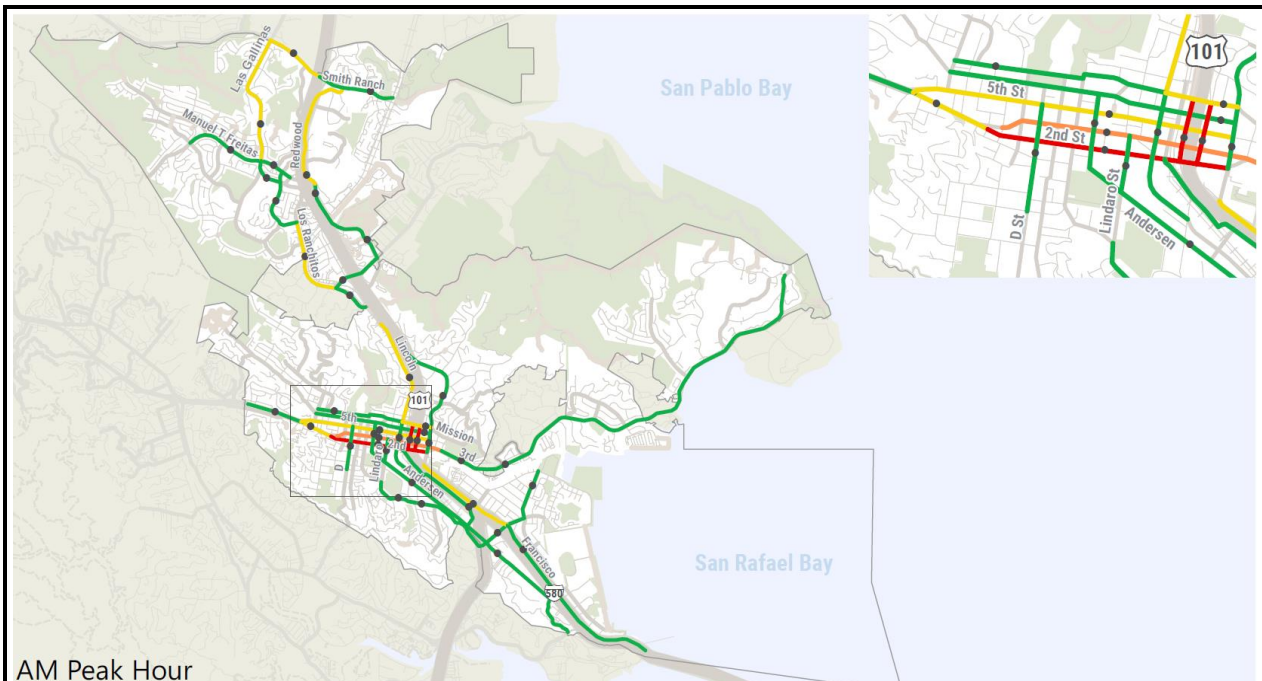 Las Gallinas
Smith Ranch
San Pablo Bay
Manuel T Freitas
Redwood
Los Ranchitos
Lincoln
101
5th
Mission
2nd
3rd
D
Lindaro
Andersen
Francisco
580
San Rafael Bay
AM Peak Hour
101
5th St
2nd St
D St
Lindaro St
Andersen